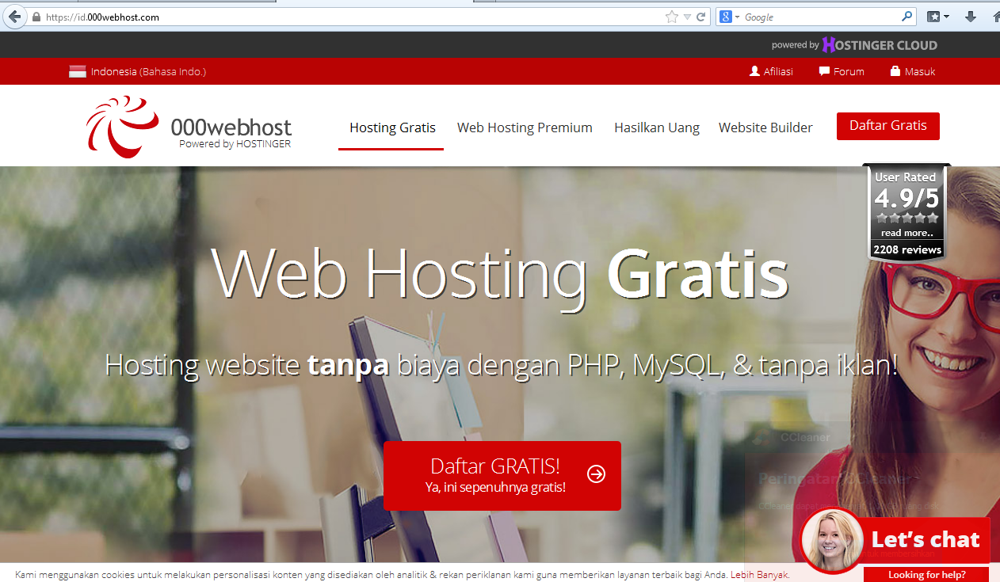 https://id.000webhost.com
Google
powered by HOSTINGER CLOUD
Indonesia (Bahasa Indo.)
Afiliasi
Forum
Masuk
000webhost
Powered by HOSTINGER
Hosting Gratis
Web Hosting Premium
Hasilkan Uang
Website Builder
Daftar Gratis
User Rated
4.9/5
read more..
2208 reviews
Web Hosting Gratis
Hosting website tanpa biaya dengan PHP, MySQL, & tanpa iklan!
Daftar GRATIS!
Ya, ini sepenuhnya gratis!
CCleaner
Peringatan CCleaner
Let's chat
Looking for help?
Kami menggunakan cookies untuk melakukan personalisasi konten yang disediakan oleh analitik & rekan periklanan kami guna memberikan layanan terbaik bagi Anda. Lebih Banyak.